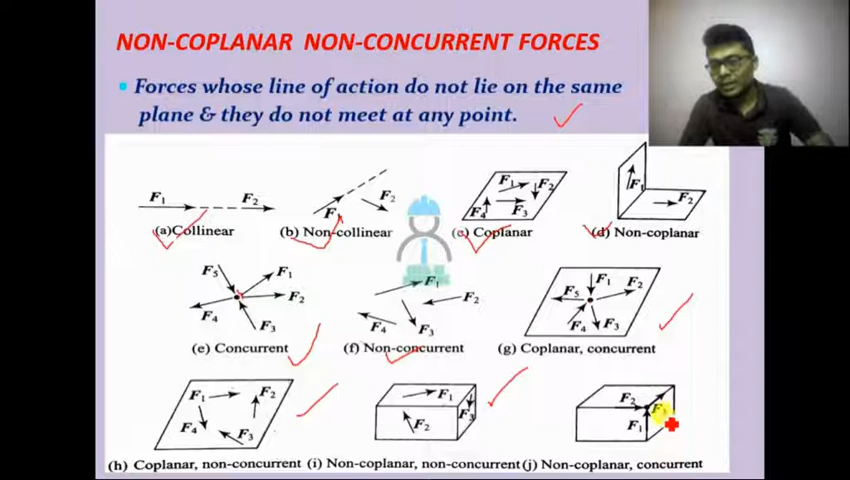 NON-COPLANAR NON-CONCURRENT FORCES
• Forces whose line of action do not lie on the same
plane & they do not meet at any point.
F1 F2
F1 F2
F1 F2
F4 F3
F1 F2
(a)Collinear (b) Non-collinear (c) Coplanar (d) Non-coplanar
F5 F1
F2
F4 F3
F1
F2
F4 F3
F1 F2
F5
F4 F3
(e) Concurrent (f) Non-concurrent (g) Coplanar, concurrent
F1 F2
F4 F3
F1
F2 F3
F2
F1
(h) Coplanar, non-concurrent (i) Non-coplanar, non-concurrent (j) Non-coplanar, concurrent